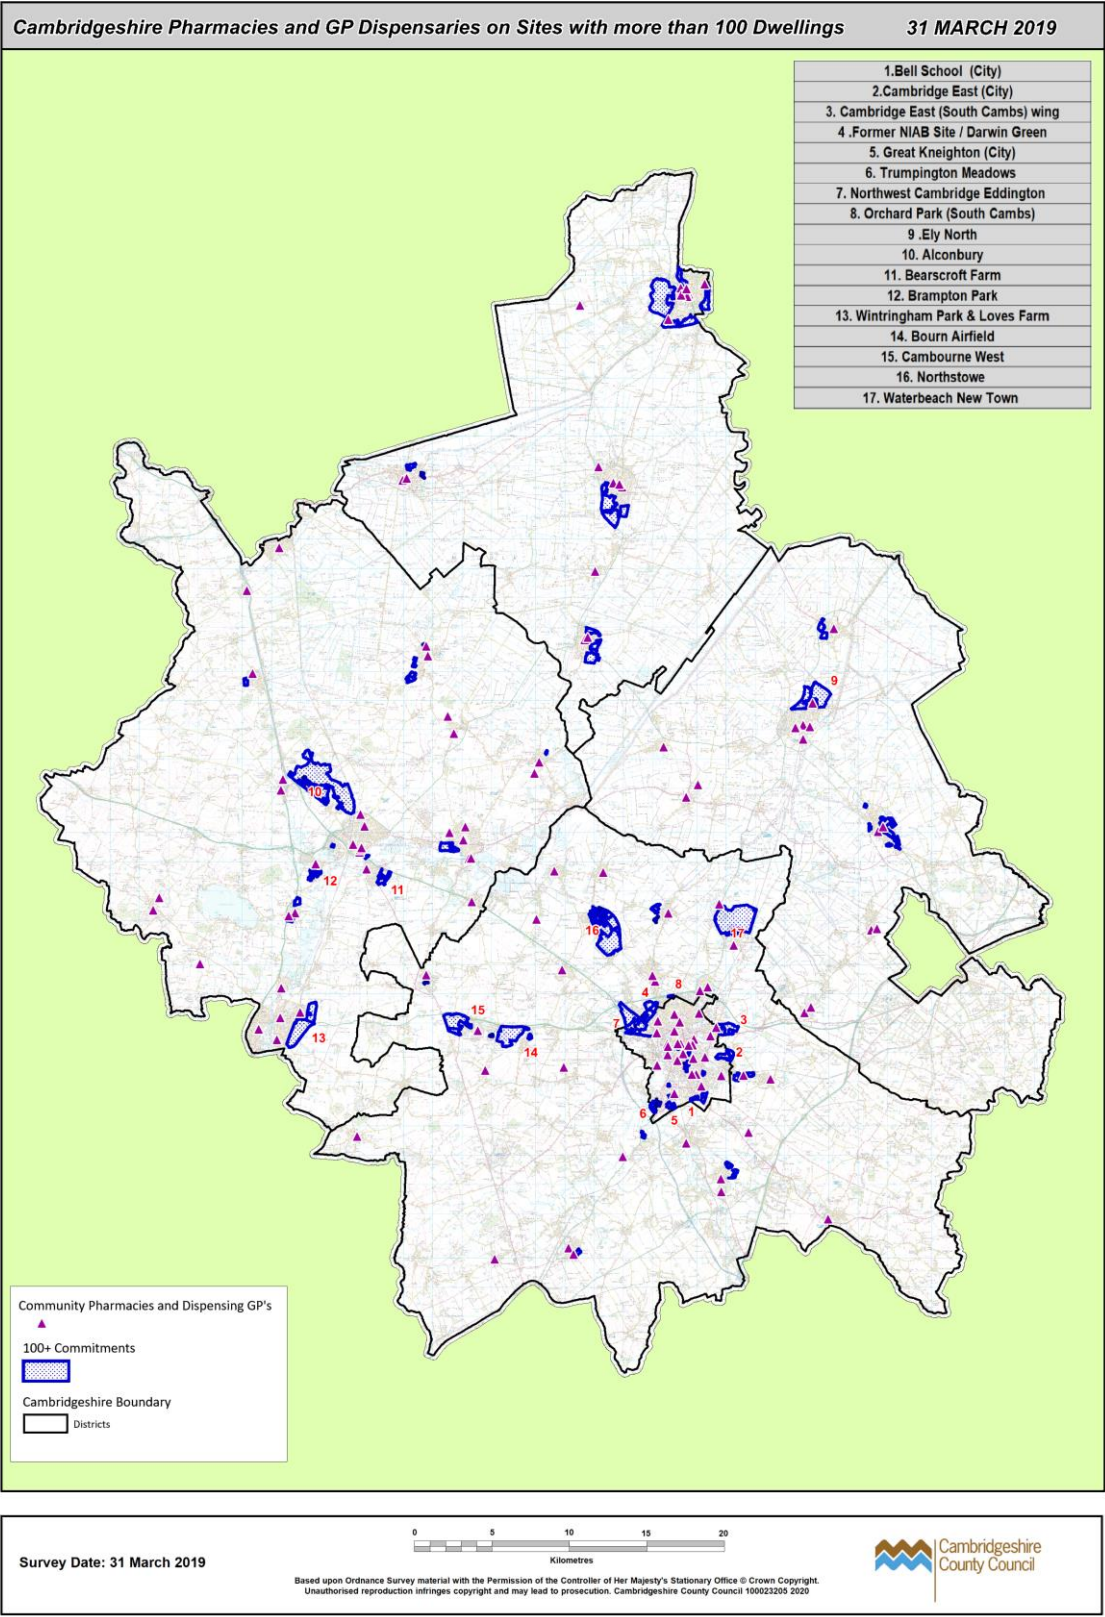 Cambridgeshire Pharmacies and GP Dispensaries on Sites with more than 100 Dwellings 31 MARCH 2019
1.Bell School (City)
2.Cambridge East (City)
3. Cambridge East (South Cambs) wing
4 .Former NIAB Site / Darwin Green
5. Great Kneighton (City)
6. Trumpington Meadows
7. Northwest Cambridge Eddington
8. Orchard Park (South Cambs)
9 .Ely North
10. Alconbury
11. Bearscroft Farm
12. Brampton Park
13. Wintringham Park & Loves Farm
14. Bourn Airfield
15. Cambourne West
16. Northstowe
17. Waterbeach New Town
9
10
12
11
16
17
4
8
15
7
3
13
14
2
6
5
1
Community Pharmacies and Dispensing GP's
100+ Commitments
Cambridgeshire Boundary
Districts
0 5 10 15 20
Kilometres
Survey Date: 31 March 2019
Based upon Ordnance Survey material with the Permission of the Controller of Her Majesty's Stationary Office © Crown Copyright.
Unauthorised reproduction infringes copyright and may lead to prosecution. Cambridgeshire County Council 100023205 2020
Cambridgeshire
County Council